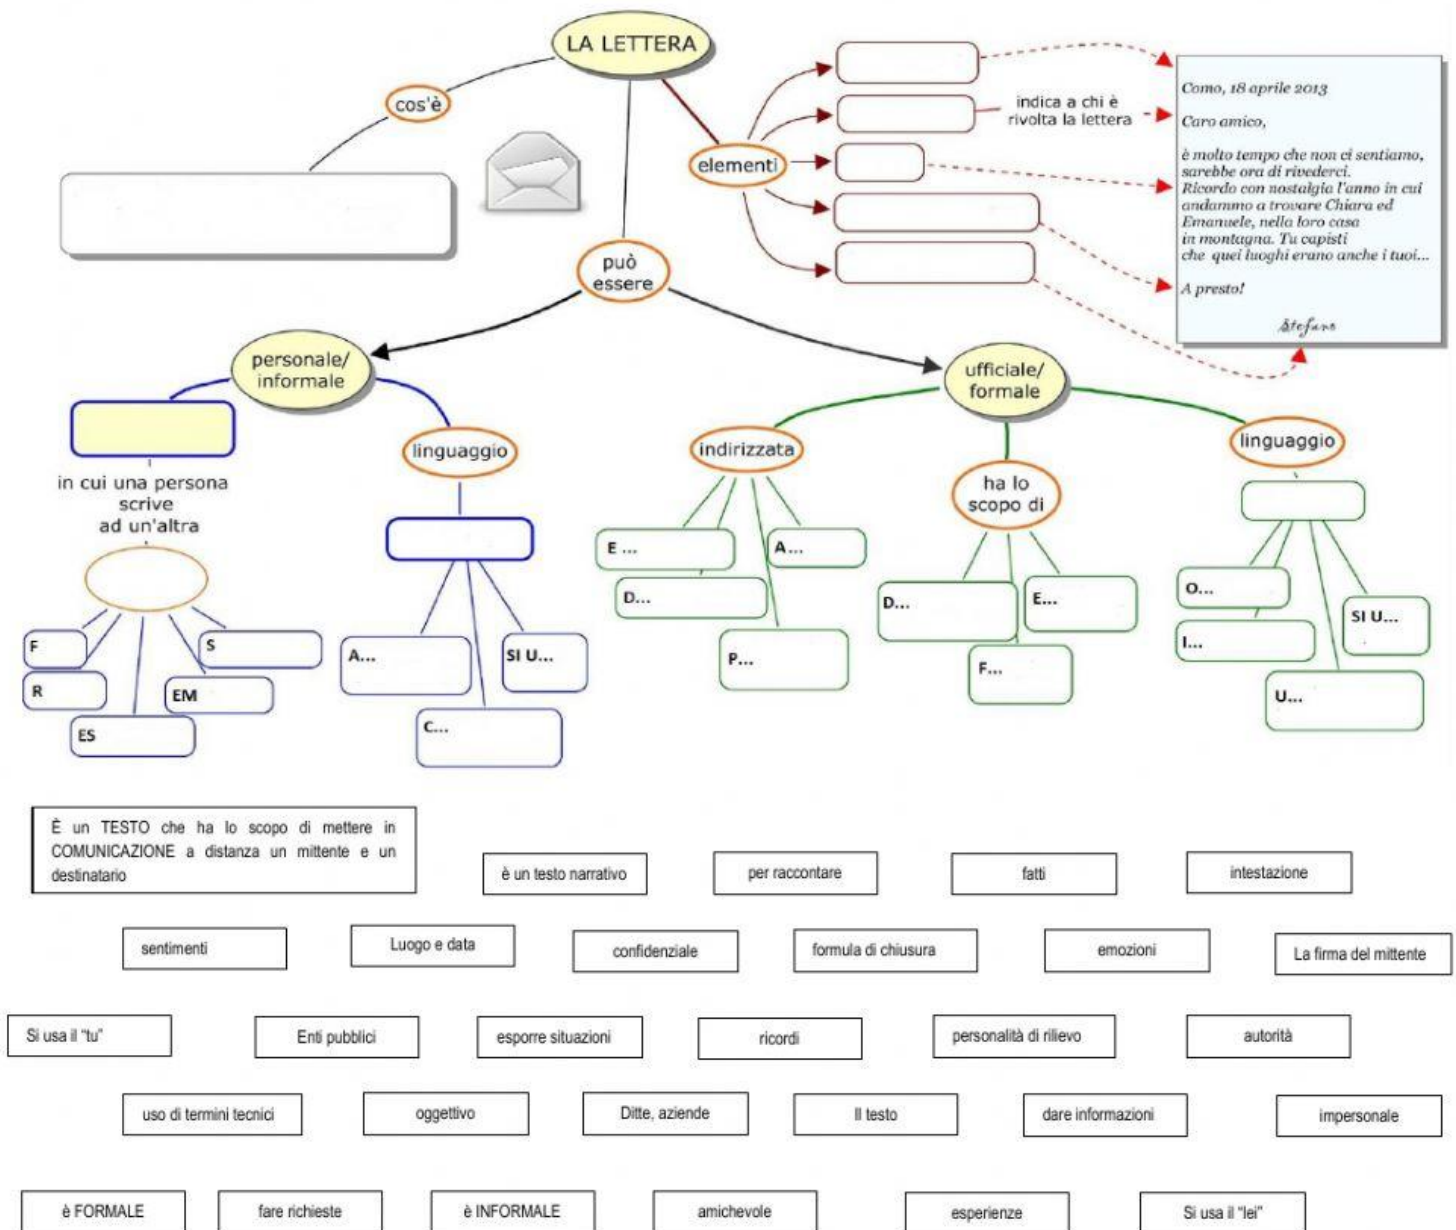 LA LETTERA
cos'è
elementi
indica a chi è
rivolta la lettera
Como, 18 aprile 2013
Caro amico,
è molto tempo che non ci sentiamo,
sarebbe ora di rivederci.
Ricordo con nostalgia l'anno in cui
andammo a trovare Chiara ed
Emanuele, nella loro casa
in montagna. Tu capisti
che quei luoghi erano anche i tuoi...
A presto!
Stefano
può
essere
personale/
informale
ufficiale/
formale
in cui una persona
scrive
ad un'altra
linguaggio
indirizzata
ha lo
scopo di
linguaggio
F
S
R
EM
ES
A...
SI U...
C...
E ...
A...
D...
P...
D...
E...
F...
O...
SI U...
I...
U...
È un TESTO che ha lo scopo di mettere in
COMUNICAZIONE a distanza un mittente e un
destinatario
è un testo narrativo
per raccontare
fatti
intestazione
sentimenti
Luogo e data
confidenziale
formula di chiusura
emozioni
La firma del mittente
Si usa il "tu"
Enti pubblici
esporre situazioni
ricordi
personalità di rilievo
autorità
uso di termini tecnici
oggettivo
Ditte, aziende
Il testo
dare informazioni
impersonale
è FORMALE
fare richieste
è INFORMALE
amichevole
esperienze
Si usa il "lei"